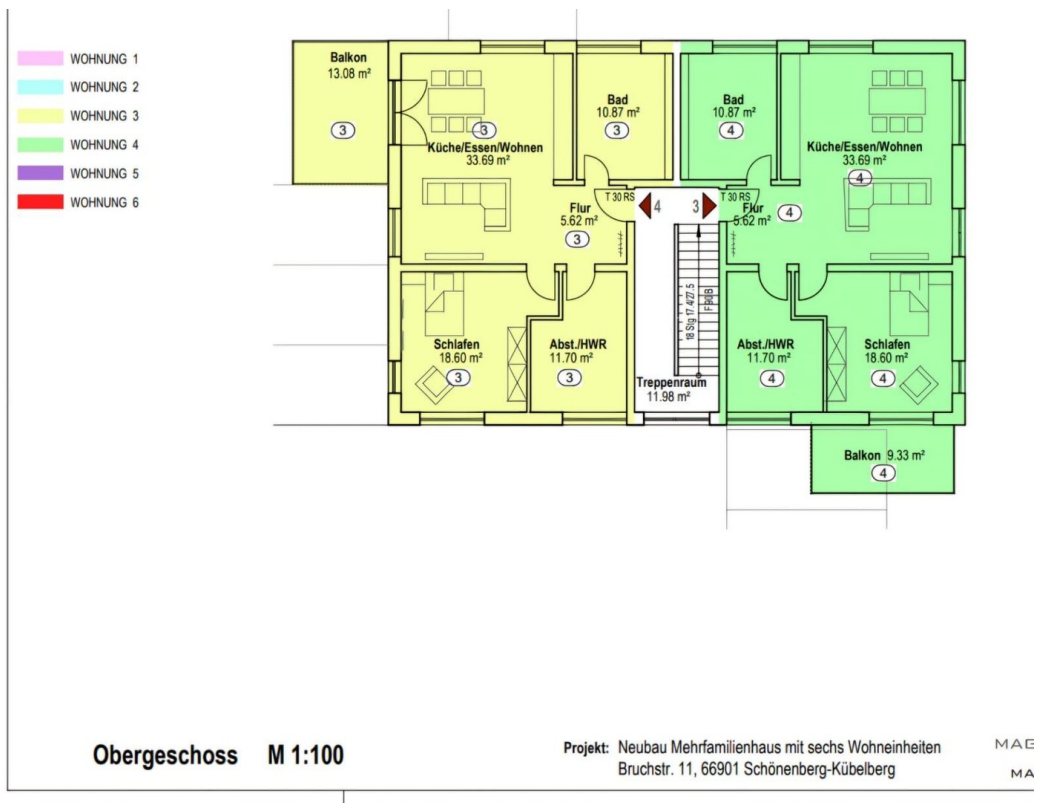 WOHNUNG 1
WOHNUNG 2
WOHNUNG 3
WOHNUNG 4
WOHNUNG 5
WOHNUNG 6
Balkon
13.08 m²
3
3
Küche/Essen/Wohnen
33.69 m²
Bad
10.87 m²
3
Bad
10.87 m²
4
Küche/Essen/Wohnen
33.69 m²
4
T 30 RS
4
3
T 30 RS
Flur
5.62 m²
3
Flur
5.62 m²
4
18 Stg 17.4/27.5
F90B
Schlafen
18.60 m²
3
Abst./HWR
11.70 m²
3
Treppenraum
11.98 m²
Abst./HWR
11.70 m²
4
Schlafen
18.60 m²
4
Balkon 9.33 m²
4
Obergeschoss M 1:100
Projekt: Neubau Mehrfamilienhaus mit sechs Wohneinheiten
Bruchstr. 11, 66901 Schönenberg-Kübelberg
MAG
MA